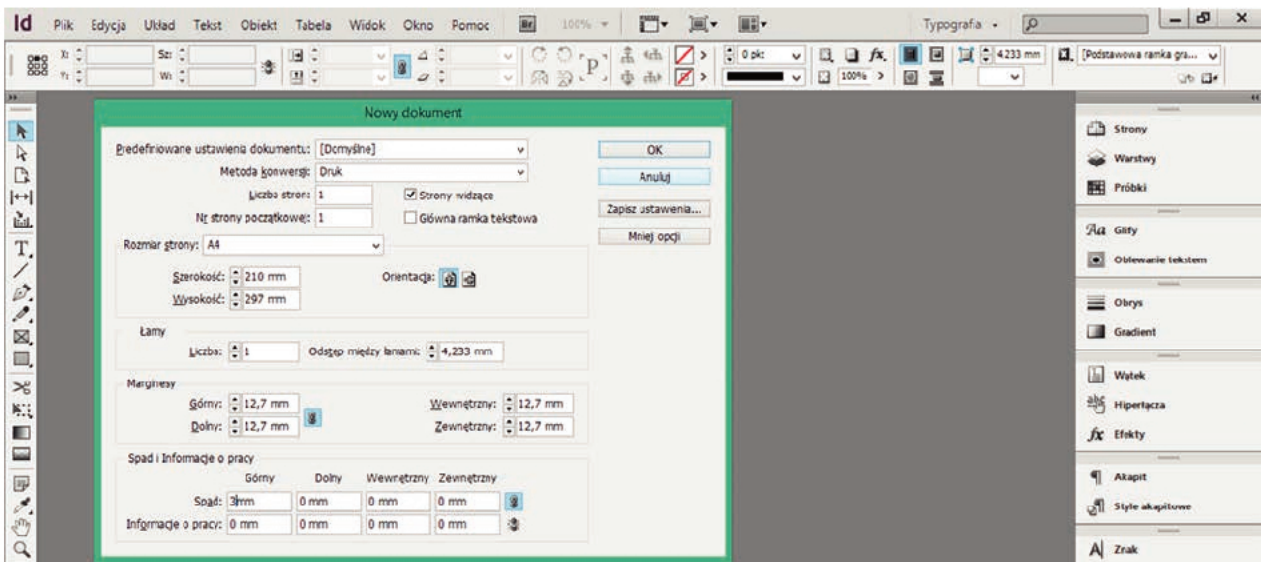 Id Plik Edycja Układ Tekst Obiekt Tabela Widok Okno Pomoc Br 100% Typografia
X: Sz: 0 pkt 4.233 mm [Podstawowa ramka gra...
Y: W: 100%
Nowy dokument
Predefiniowane ustawienia dokumentu: [Domyślne] OK
Metoda konwersji: Druk Anuluj
Liczba stron: 1 Strony widzące
Nr strony początkowej: 1 Główna ramka tekstowa Zapisz ustawienia...
Mniej opcji
Rozmiar strony: A4
Szerokość: 210 mm Orientacja:
Wysokość: 297 mm
Łamy
Liczba: 1 Odstęp między łamami: 4,233 mm
Marginesy
Górny: 12,7 mm Wewnętrzny: 12,7 mm
Dolny: 12,7 mm Zewnętrzny: 12,7 mm
Spad i Informacje o pracy
Górny Dolny Wewnętrzny Zewnętrzny
Spad: 3mm 0 mm 0 mm 0 mm
Informacje o pracy: 0 mm 0 mm 0 mm 0 mm
Strony
Warstwy
Próbki
Glify
Oblewanie tekstem
Obrys
Gradient
Wątek
Hiperłącza
Efekty
Akapit
Style akapitowe
Znak